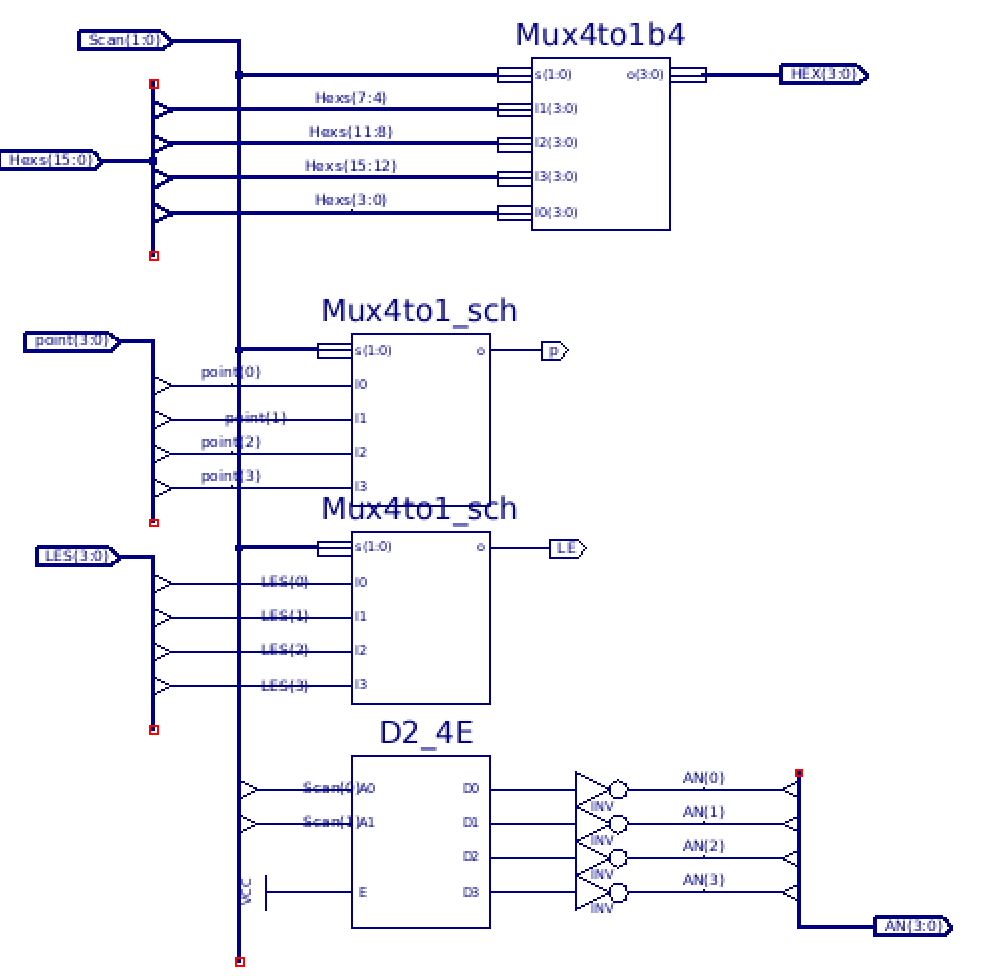 Mux4to1b4
Scan(1:0)
s(1:0)
o(3:0)
HEX(3:0)
Hexs(7:4)
I1(3:0)
Hexs(11:8)
I2(3:0)
Hexs(15:0)
Hexs(15:12)
I3(3:0)
Hexs(3:0)
I0(3:0)
Mux4to1_sch
point(3:0)
s(1:0)
o
p
point(0)
I0
point(1)
I1
point(2)
I2
point(3)
I3
Mux4to1_sch
LES(3:0)
s(1:0)
o
LE
LES(0)
I0
LES(1)
I1
LES(2)
I2
LES(3)
I3
D2_4E
Scan(0)
A0
D0
INV
AN(0)
Scan(1)
A1
D1
INV
AN(1)
D2
INV
AN(2)
VCC
E
D3
INV
AN(3)
AN(3:0)